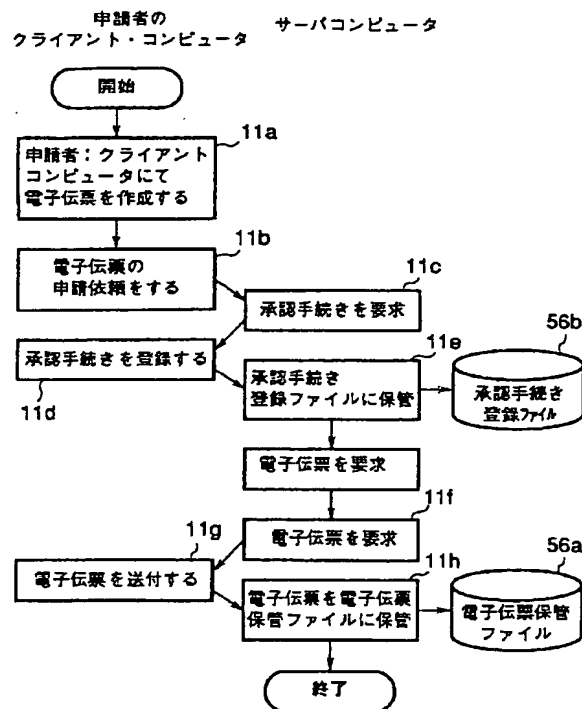 申請者の
クライアント・コンピュータ
サーバコンピュータ
開始
11a
申請者：クライアント
コンピュータにて
電子伝票を作成する
11b
電子伝票の
申請依頼をする
11c
承認手続きを要求
承認手続きを登録する
11d
11e
承認手続き
登録ファイルに保管
56b
承認手続き
登録ファイル
電子伝票を要求
11f
電子伝票を要求
11g
電子伝票を送付する
11h
電子伝票を電子伝票
保管ファイルに保管
56a
電子伝票保管
ファイル
終了